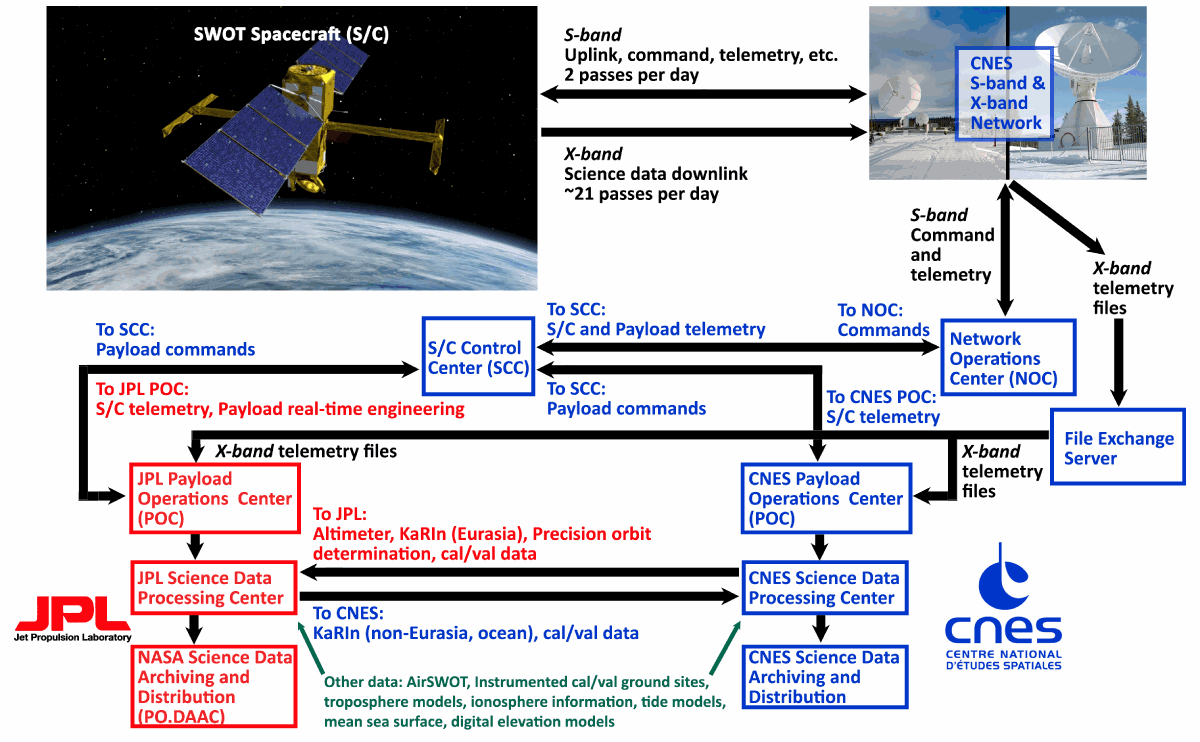 SWOT Spacecraft (S/C)
S-band
Uplink, command, telemetry, etc.
2 passes per day
X-band
Science data downlink
~21 passes per day
CNES
S-band &
X-band
Network
S-band
Command
and
telemetry
X-band
telemetry
files
To SCC:
Payload commands
S/C Control
Center (SCC)
To SCC:
S/C and Payload telemetry
To NOC:
Commands
Network
Operations
Center (NOC)
To JPL POC:
S/C telemetry, Payload real-time engineering
To SCC:
Payload commands
To CNES POC:
S/C telemetry
File Exchange
Server
X-band telemetry files
X-band
telemetry
files
JPL Payload
Operations Center
(POC)
CNES Payload
Operations Center
(POC)
To JPL:
Altimeter, KaRIn (Eurasia), Precision orbit
determination, cal/val data
JPL Science Data
Processing Center
CNES Science Data
Processing Center
To CNES:
KaRIn (non-Eurasia, ocean), cal/val data
JPL
Jet Propulsion Laboratory
cnes
CENTRE NATIONAL
D'ÉTUDES SPATIALES
NASA Science Data
Archiving and
Distribution
(PO.DAAC)
CNES Science Data
Archiving and
Distribution
Other data: AirSWOT, Instrumented cal/val ground sites,
troposphere models, ionosphere information, tide models,
mean sea surface, digital elevation models